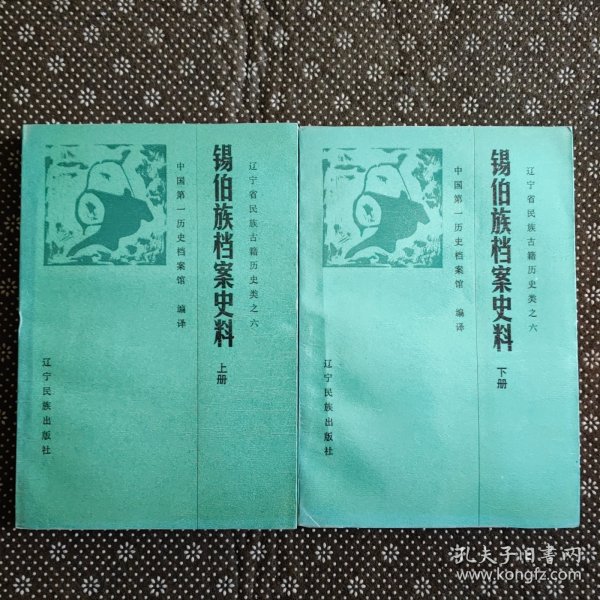 辽宁省民族古籍历史类之六
锡伯族档案史料
上册
中国第一历史档案馆 编译
辽宁民族出版社
辽宁省民族古籍历史类之六
锡伯族档案史料
下册
中国第一历史档案馆 编译
辽宁民族出版社
孔夫子旧书网
www.kongfz.com